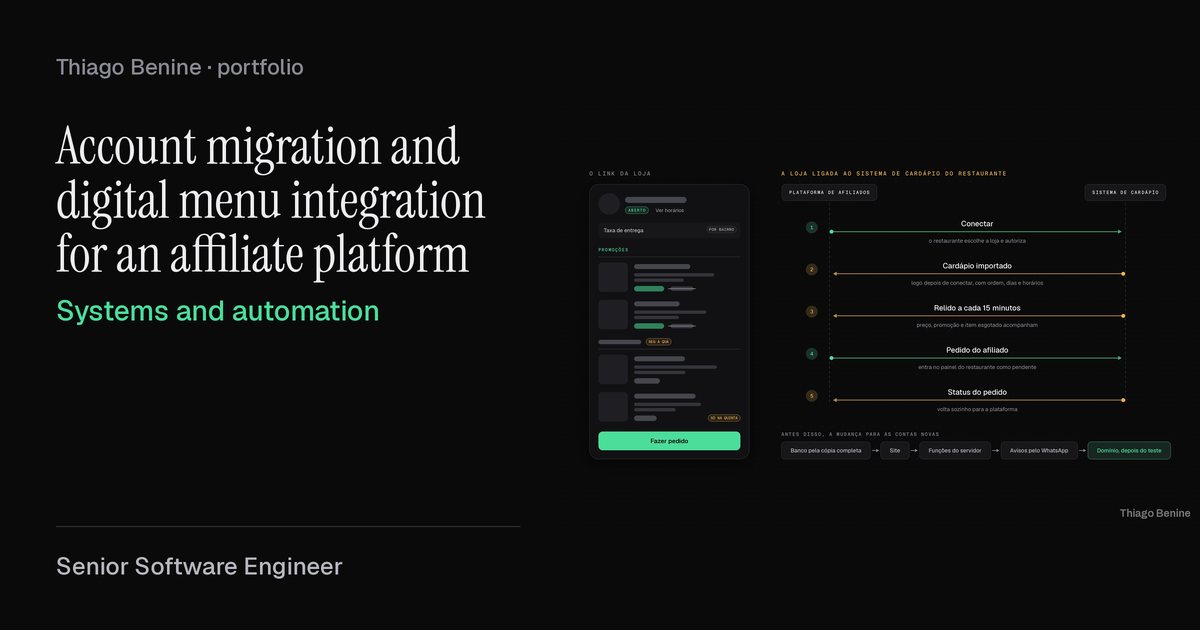 Thiago Benine · portfolio
Account migration and
digital menu integration
for an affiliate platform
Systems and automation
Senior Software Engineer
O LINK DA LOJA
ABERTO
Ver horários
Taxa de entrega
POR BAIRRO
PROMOÇÕES
SEG A QUA
SÓ NA QUINTA
Fazer pedido
A LOJA LIGADA AO SISTEMA DE CARDÁPIO DO RESTAURANTE
PLATAFORMA DE AFILIADOS
SISTEMA DE CARDÁPIO
1
Conectar
o restaurante escolhe a loja e autoriza
2
Cardápio importado
logo depois de conectar, com ordem, dias e horários
3
Relido a cada 15 minutos
preço, promoção e item esgotado acompanham
4
Pedido do afiliado
entra no painel do restaurante como pendente
5
Status do pedido
volta sozinho para a plataforma
ANTES DISSO, A MUDANÇA PARA AS CONTAS NOVAS
Banco pela cópia completa
Site
Funções do servidor
Avisos pelo WhatsApp
Domínio, depois do teste
Thiago Benine